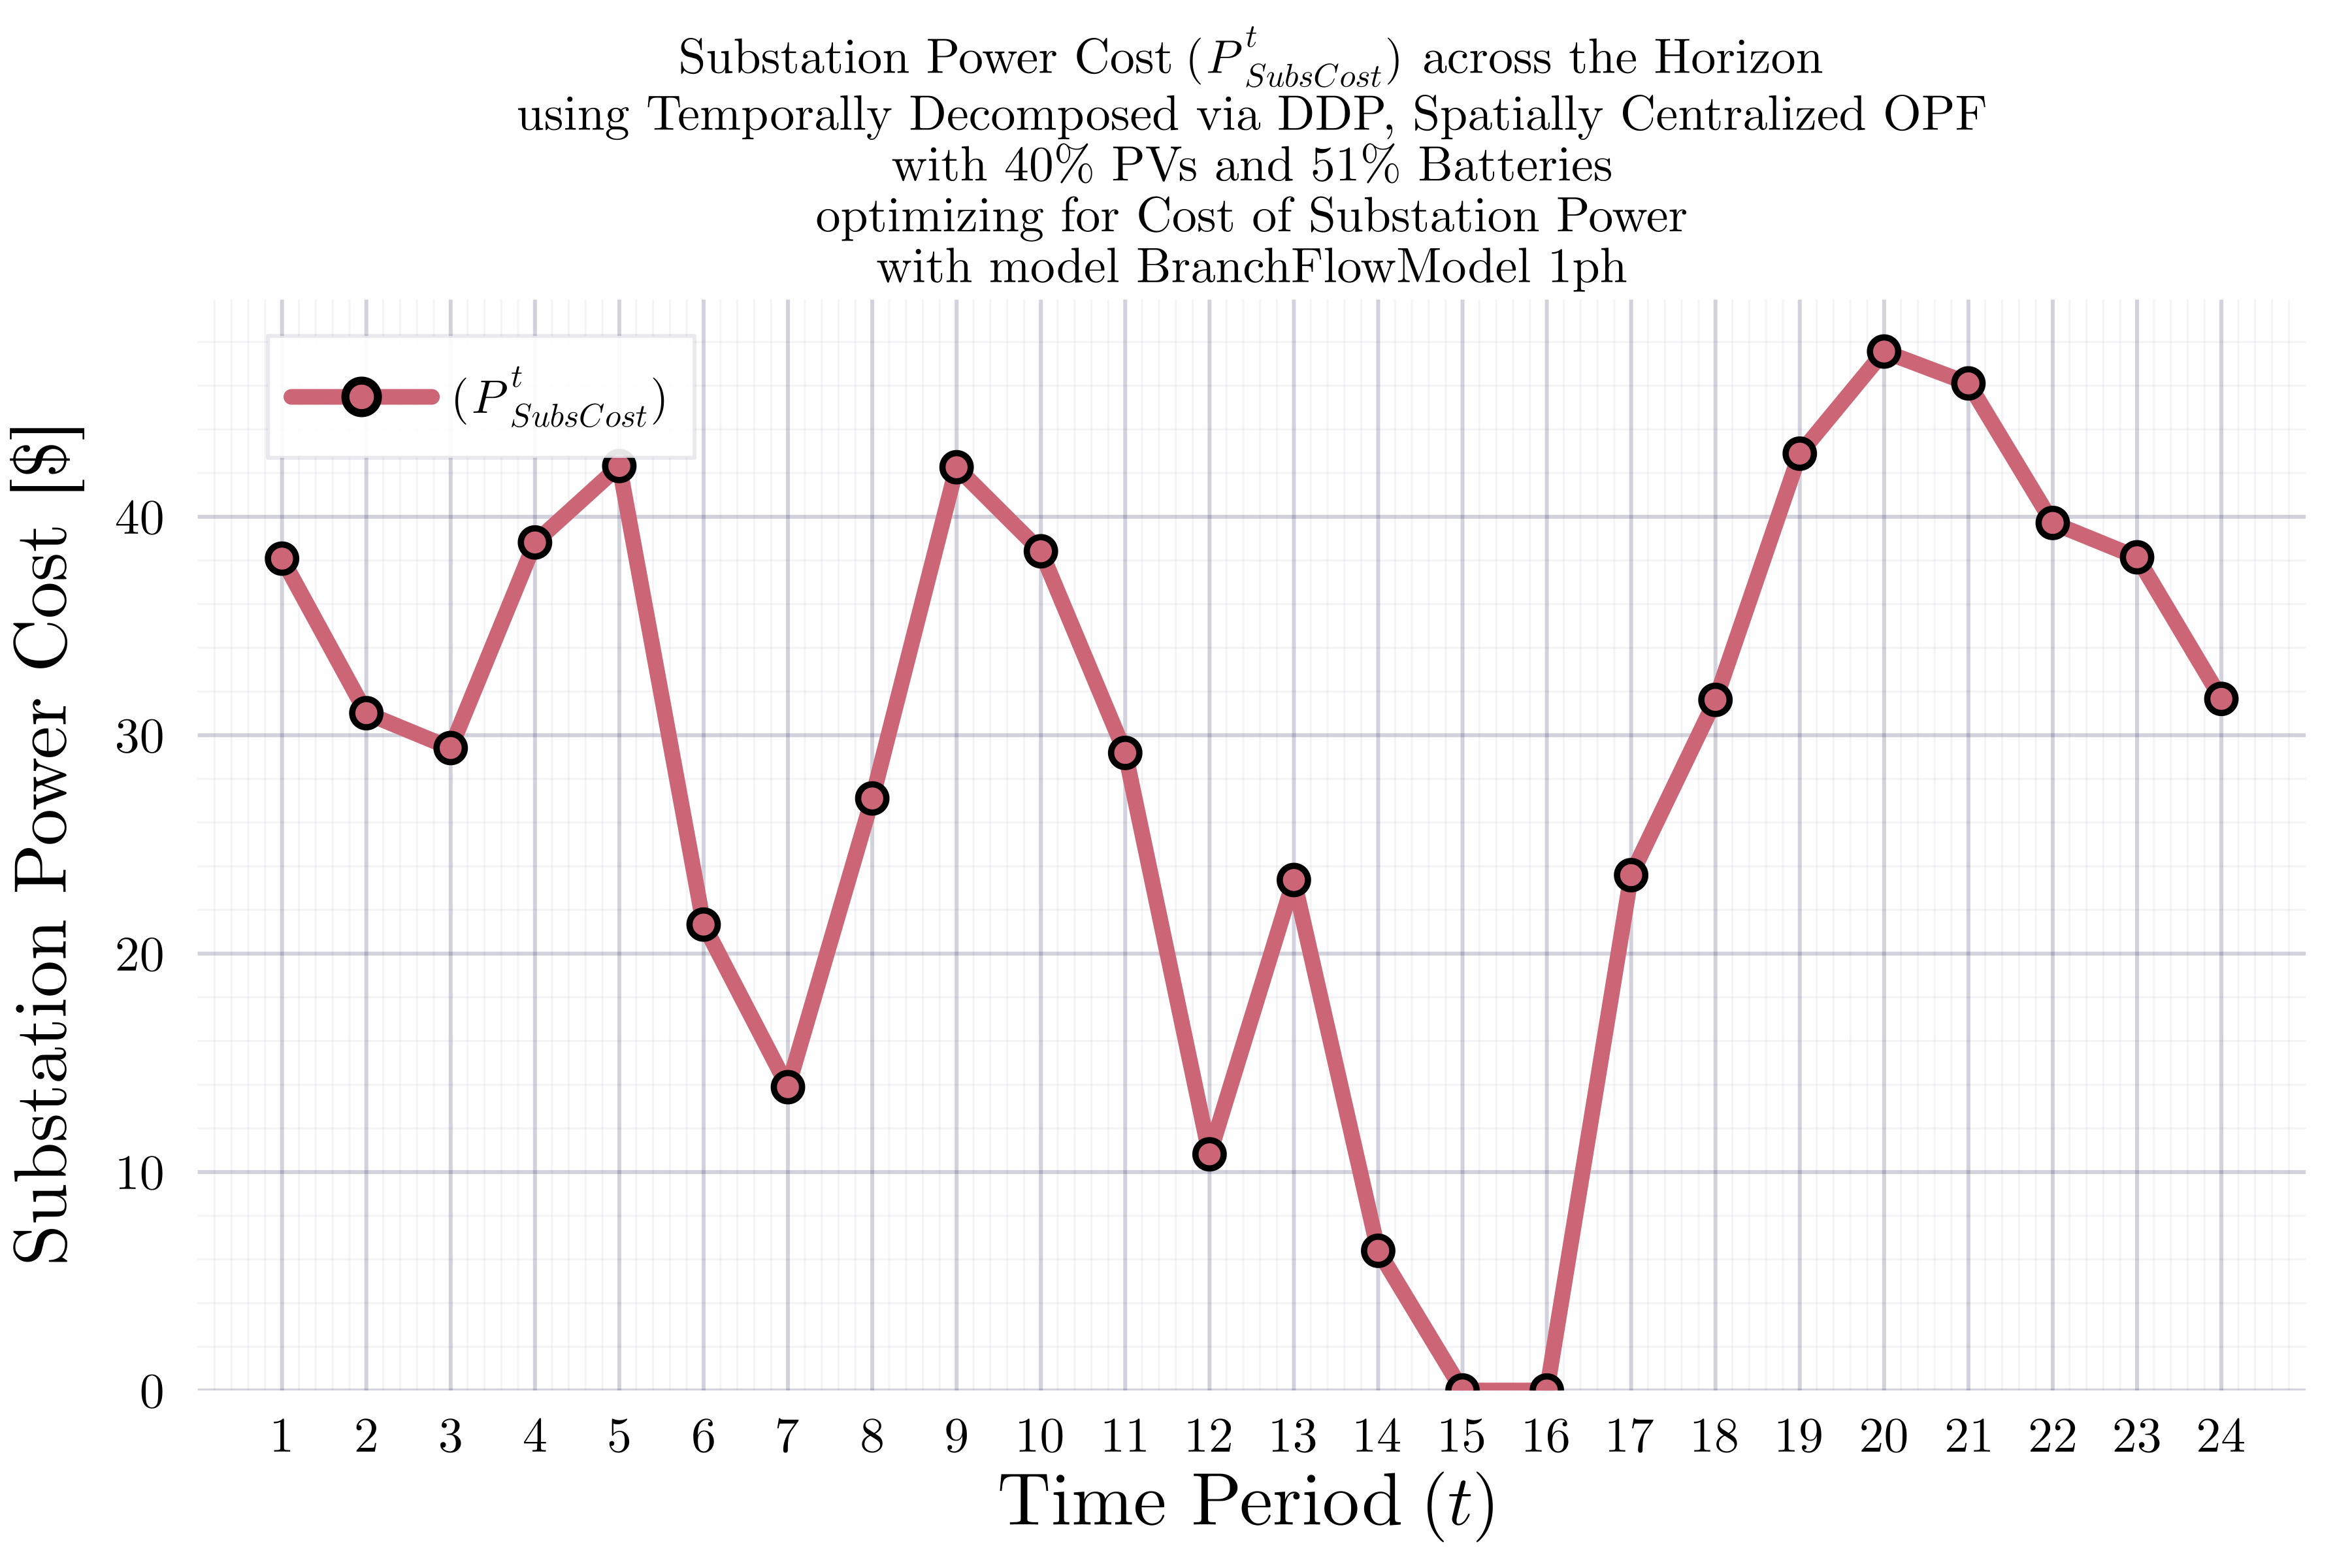 Substation Power Cost (P^t_SubsCost) across the Horizon
using Temporally Decomposed via DDP, Spatially Centralized OPF
with 40% PVs and 51% Batteries
optimizing for Cost of Substation Power
with model BranchFlowModel 1ph
(P^t_SubsCost)
Substation Power Cost [$]
40
30
20
10
0
1 2 3 4 5 6 7 8 9 10 11 12 13 14 15 16 17 18 19 20 21 22 23 24
Time Period (t)